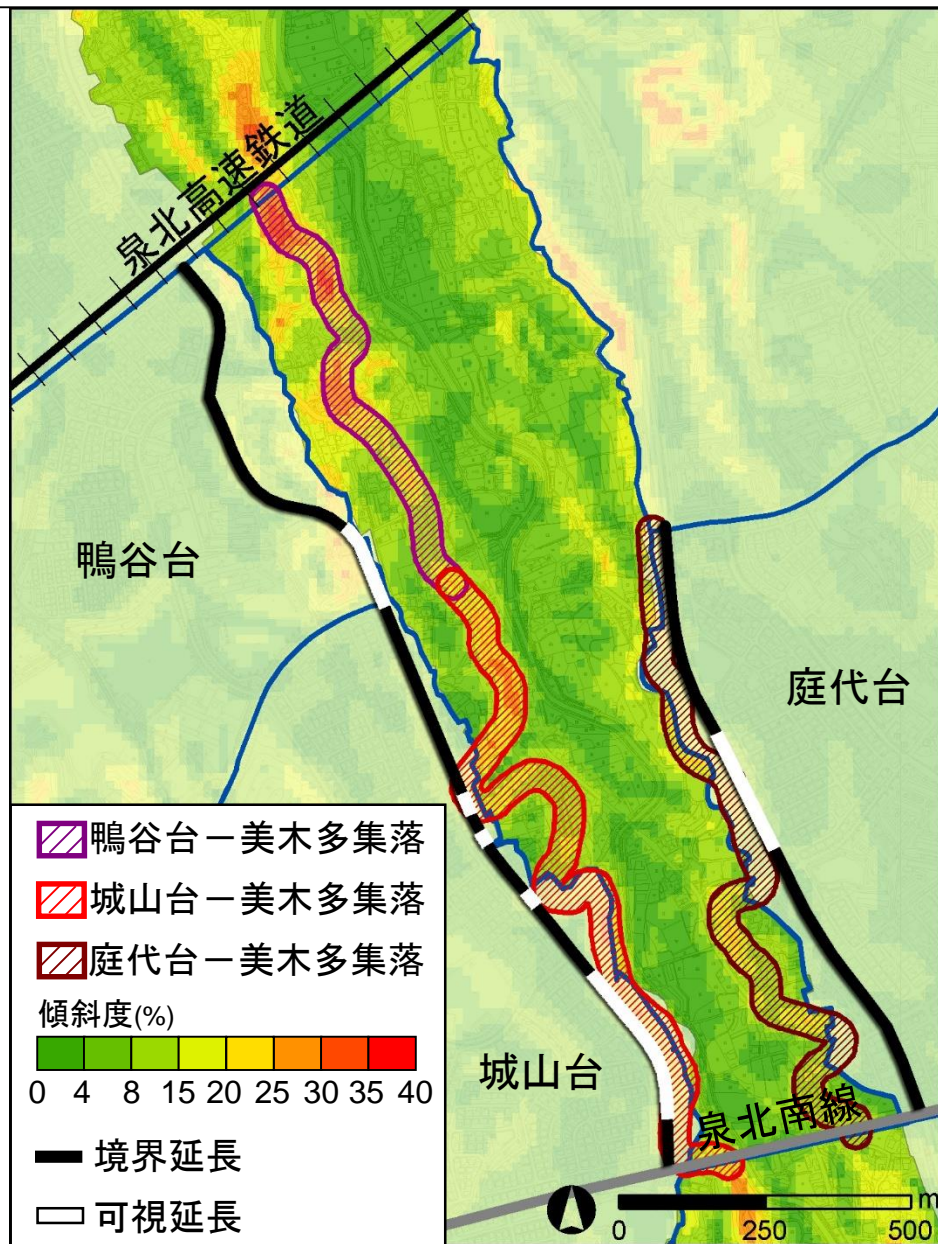 泉北高速鉄道
鴨谷台
庭代台
鴨谷台－美木多集落
城山台－美木多集落
庭代台－美木多集落
傾斜度(%)
0 4 8 15 20 25 30 35 40
境界延長
可視延長
城山台
泉北南線
m
0 250 500